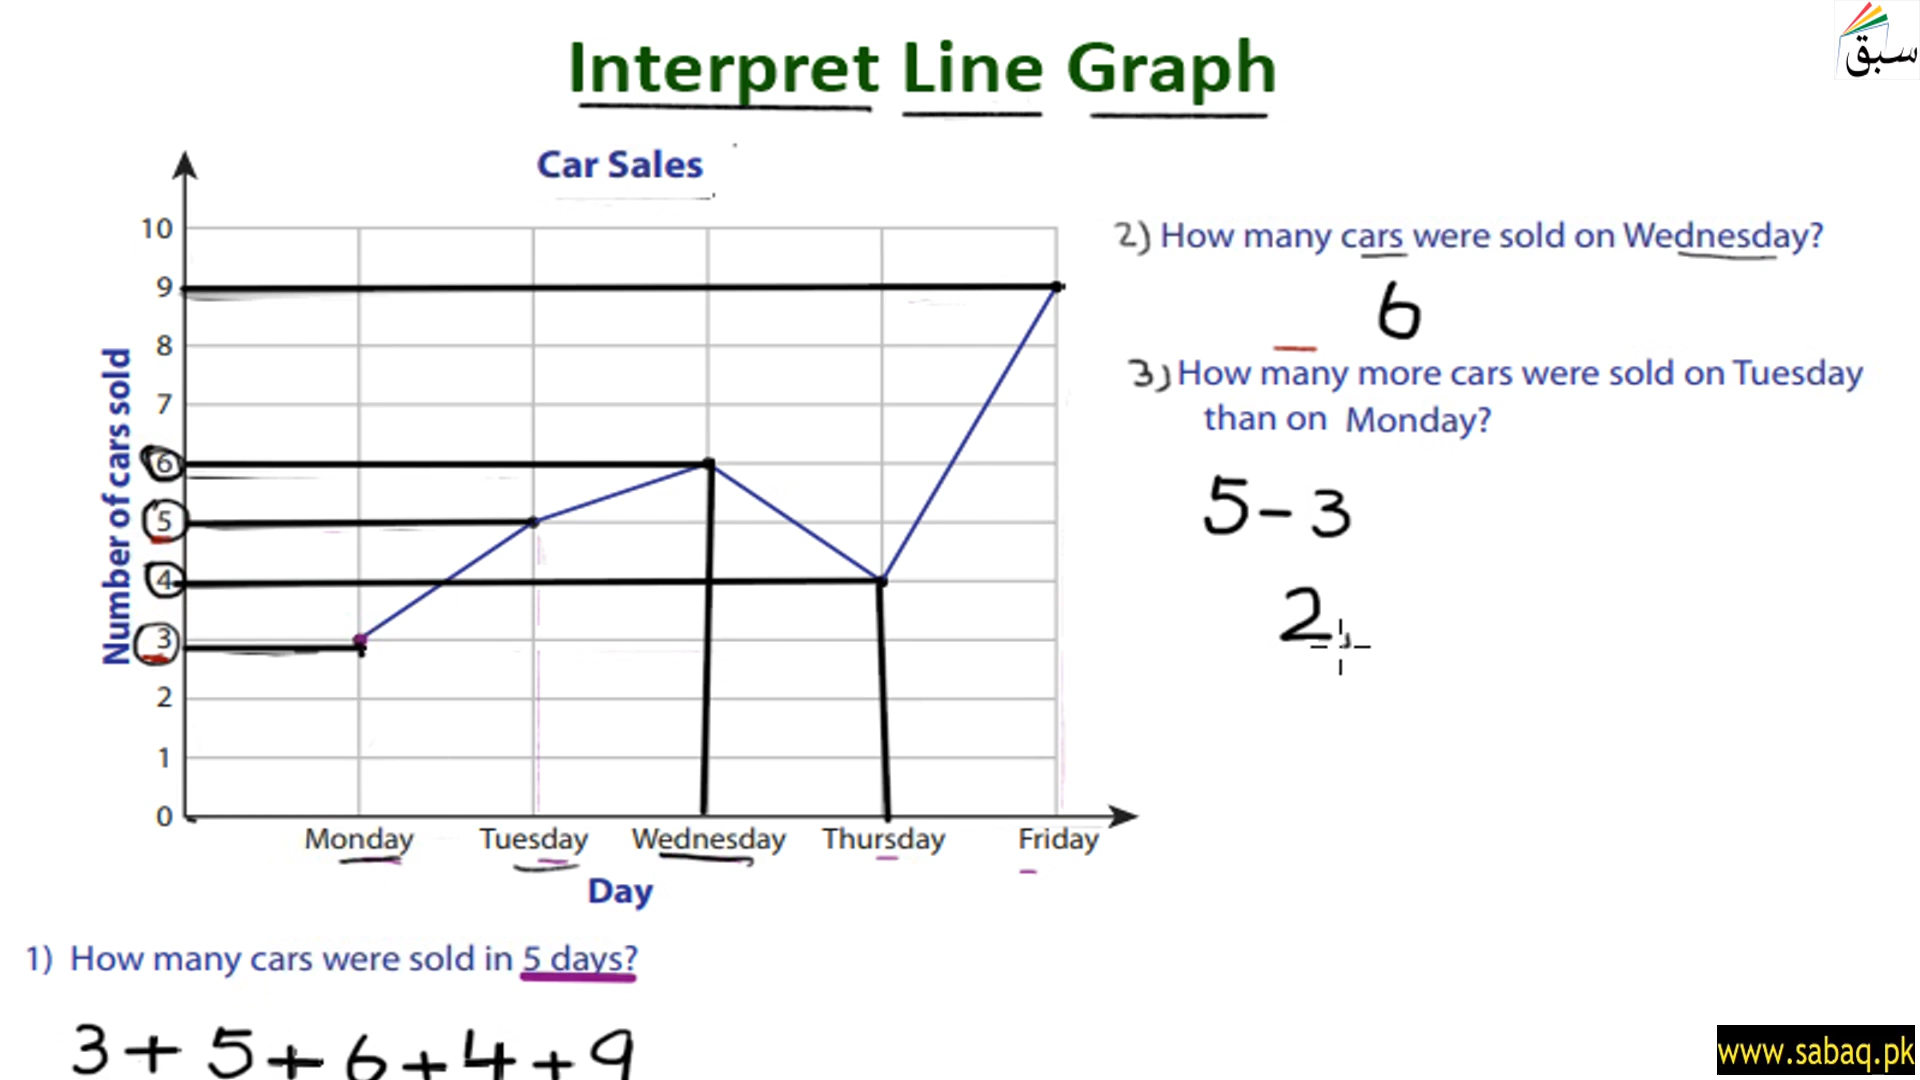 Interpret Line Graph
سبق
Car Sales
10
9
8
7
6
5
4
3
2
1
0
Number of cars sold
Monday Tuesday Wednesday Thursday Friday
Day
2) How many cars were sold on Wednesday?
6
3) How many more cars were sold on Tuesday
than on Monday?
5-3
2
1) How many cars were sold in 5 days?
3+5+6+4+9
www.sabaq.pk